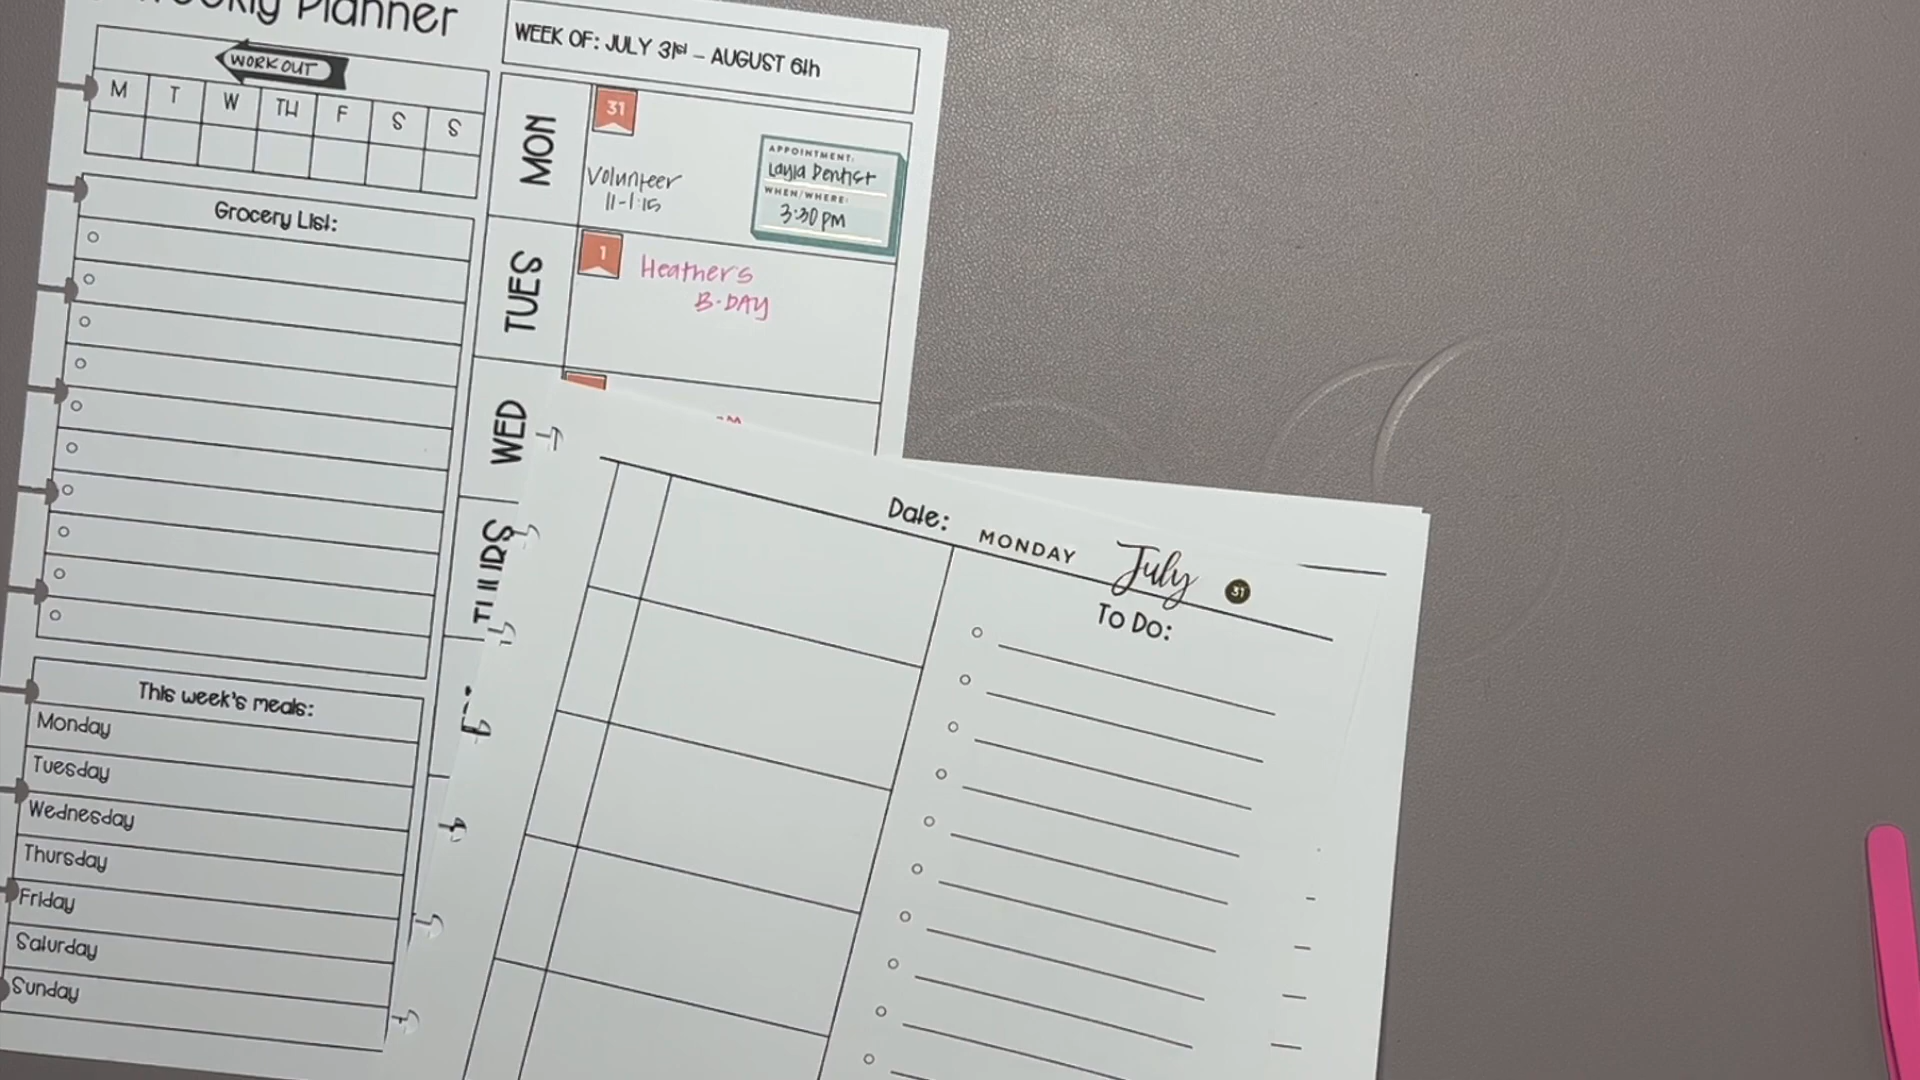 Weekly Planner
WORK OUT
M T W TH F S S
Grocery List:
This week's meals:
Monday
Tuesday
Wednesday
Thursday
Friday
Saturday
Sunday
WEEK OF: JULY 31st – AUGUST 6th
MON
31
Volunteer
11-1:15
APPOINTMENT:
Layla Dentist
WHEN/WHERE:
3:30 pm
TUES
1
Heather's
B-DAY
WED
THURS
Date: MONDAY July 31
To Do: